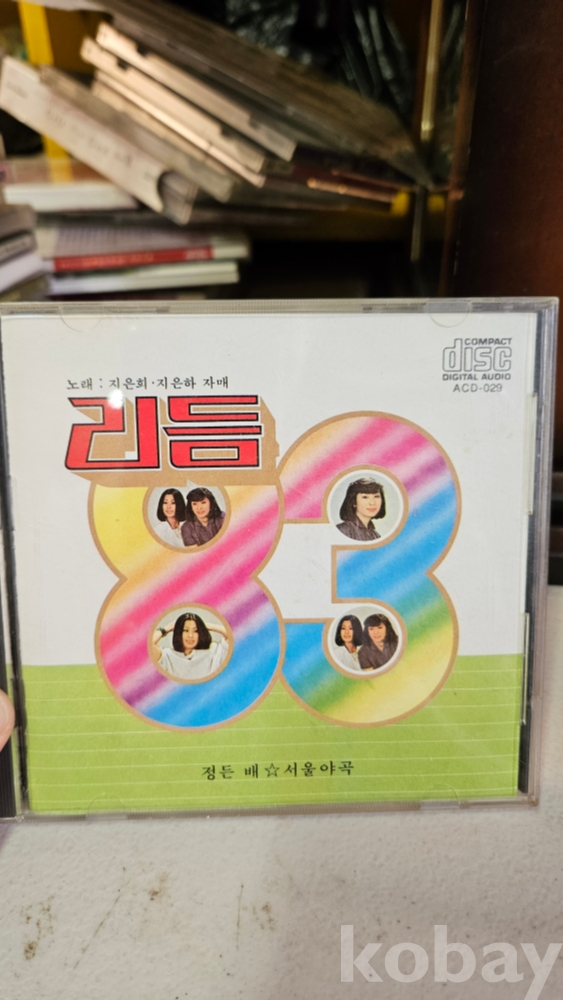 COMPACT
disc
DIGITAL AUDIO
ACD-029
노래 : 지은희·지은하 자매
리듬
83
정든 배☆서울야곡
kobay